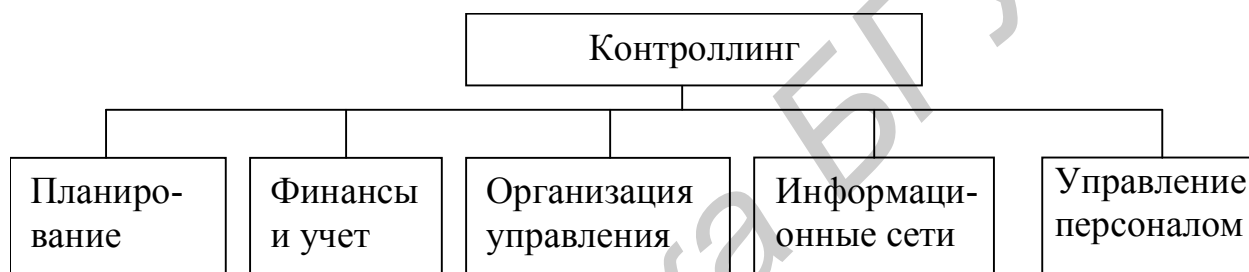 Контроллинг
Планиро-
вание
Финансы
и учет
Организация
управления
Информаци-
онные сети
Управление
персоналом